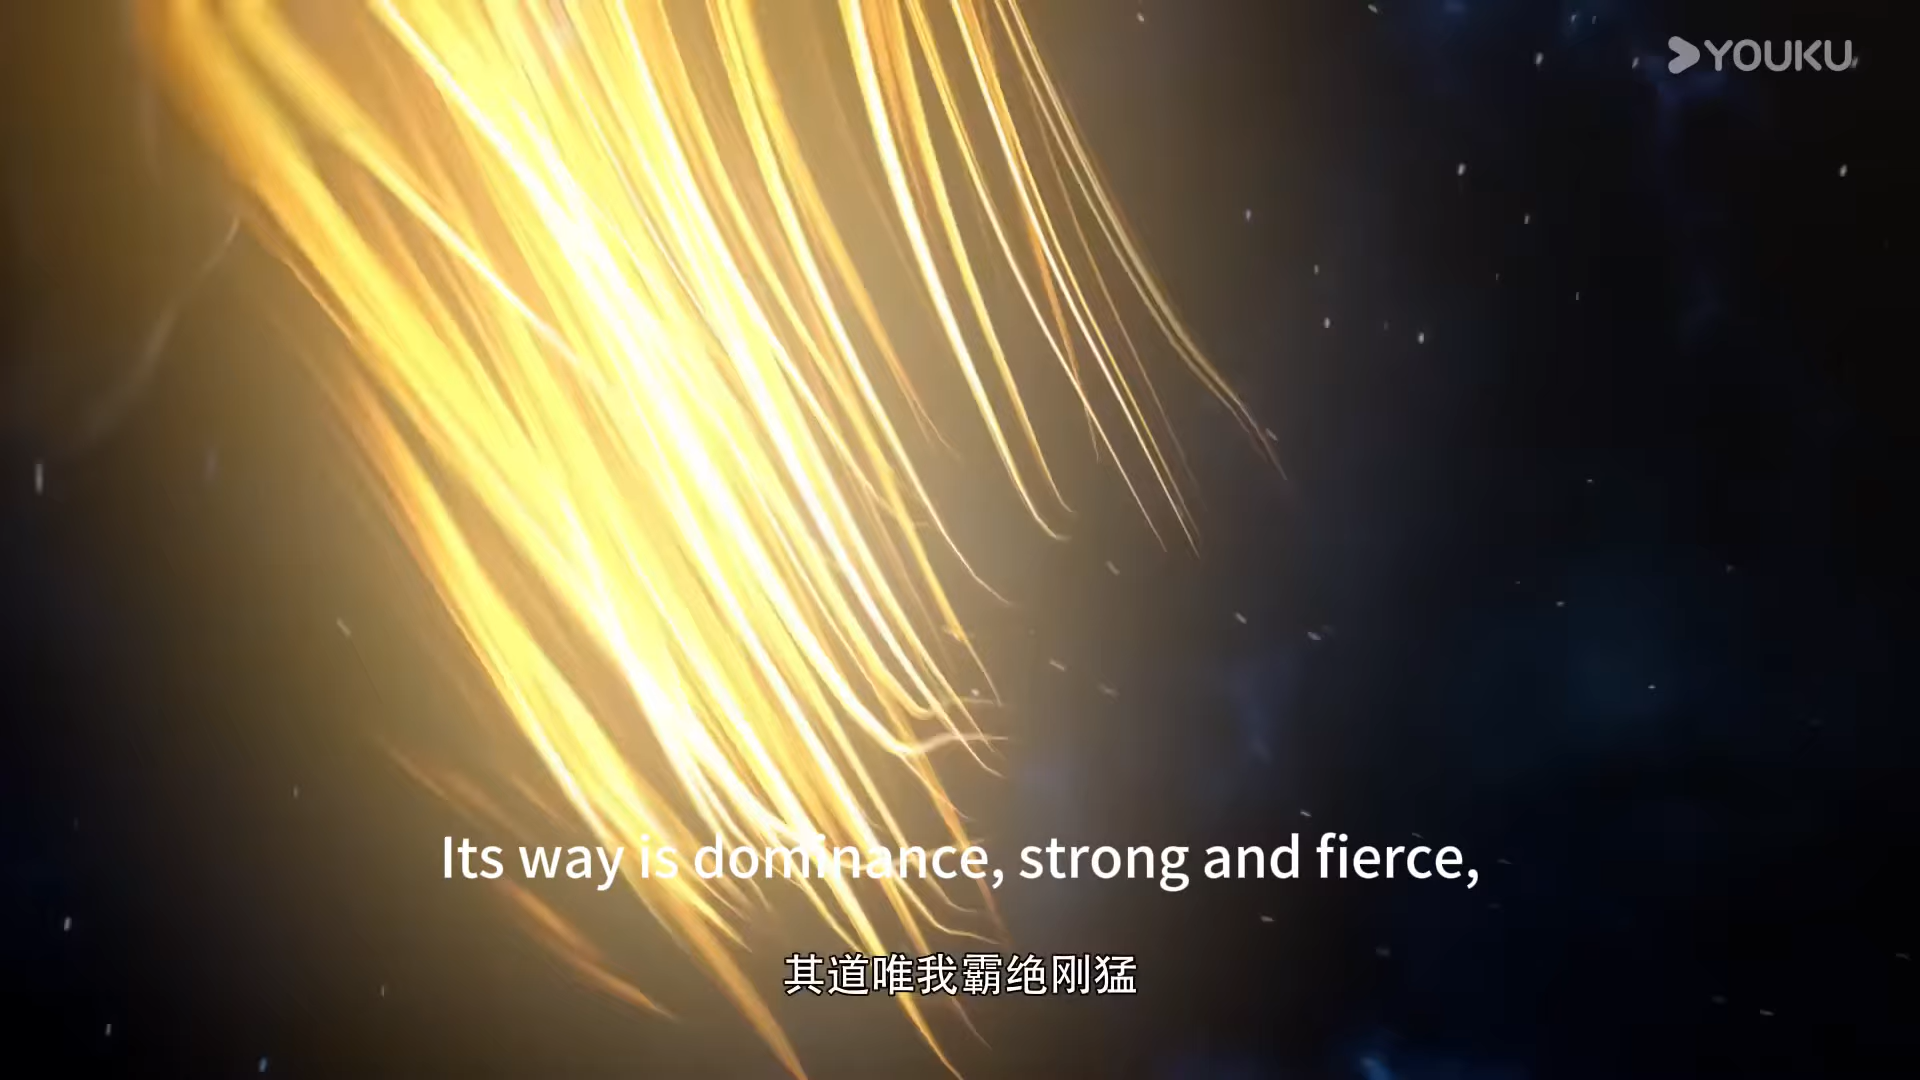 YOUKU
Its way is dominance, strong and fierce,
其道唯我霸绝刚猛